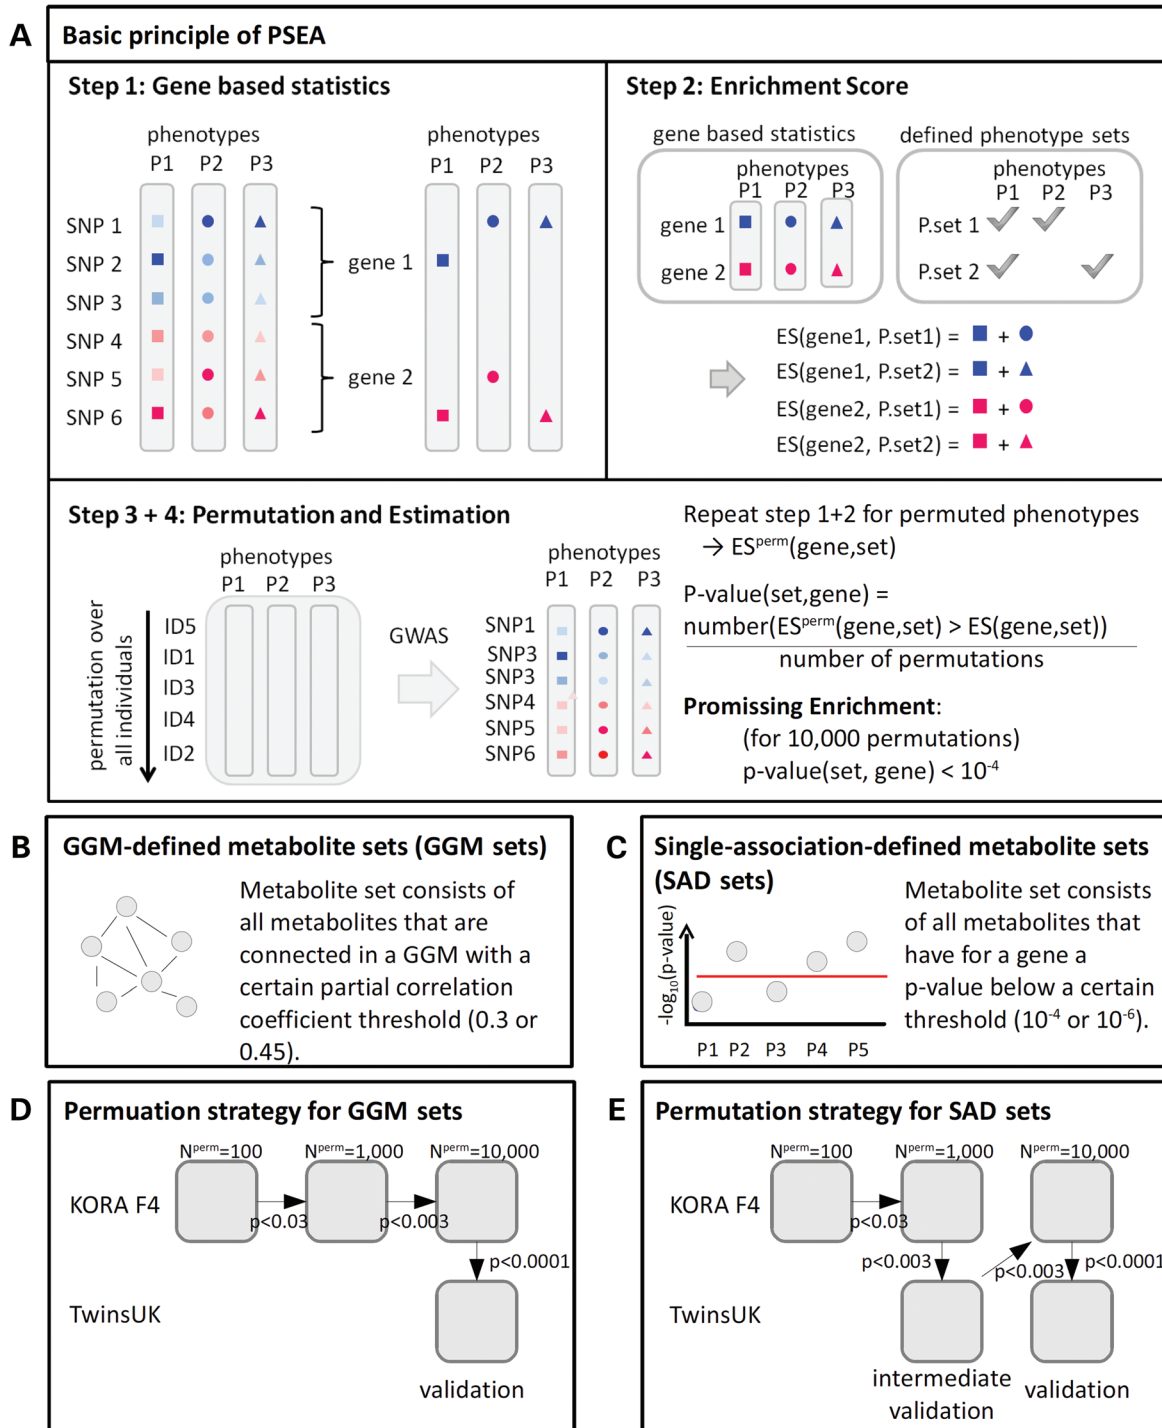 A
Basic principle of PSEA
Step 1: Gene based statistics
phenotypes
P1 P2 P3
SNP 1
SNP 2
SNP 3
SNP 4
SNP 5
SNP 6
gene 1
gene 2
phenotypes
P1 P2 P3
Step 2: Enrichment Score
gene based statistics
phenotypes
P1 P2 P3
gene 1
gene 2
defined phenotype sets
phenotypes
P1 P2 P3
P.set 1
P.set 2
ES(gene1, P.set1) = +
ES(gene1, P.set2) = +
ES(gene2, P.set1) = +
ES(gene2, P.set2) = +
Step 3 + 4: Permutation and Estimation
permutation over
all individuals
phenotypes
P1 P2 P3
ID5
ID1
ID3
ID4
ID2
GWAS
phenotypes
P1 P2 P3
SNP1
SNP3
SNP3
SNP4
SNP5
SNP6
Repeat step 1+2 for permuted phenotypes
→ ES^perm(gene,set)
P-value(set,gene) =
number(ES^perm(gene,set) > ES(gene,set))
number of permutations
Promissing Enrichment:
(for 10,000 permutations)
p-value(set, gene) < 10^-4
B
GGM-defined metabolite sets (GGM sets)
Metabolite set consists of
all metabolites that are
connected in a GGM with a
certain partial correlation
coefficient threshold (0.3 or
0.45).
C
Single-association-defined metabolite sets
(SAD sets)
-log10(p-value)
P1 P2 P3 P4 P5
Metabolite set consists
of all metabolites that
have for a gene a
p-value below a certain
threshold (10^-4 or 10^-6).
D
Permuation strategy for GGM sets
N^perm=100 N^perm=1,000 N^perm=10,000
KORA F4
p<0.03 p<0.003
p<0.0001
TwinsUK
validation
E
Permutation strategy for SAD sets
N^perm=100 N^perm=1,000 N^perm=10,000
KORA F4
p<0.03
p<0.003 p<0.003 p<0.0001
TwinsUK
intermediate
validation
validation